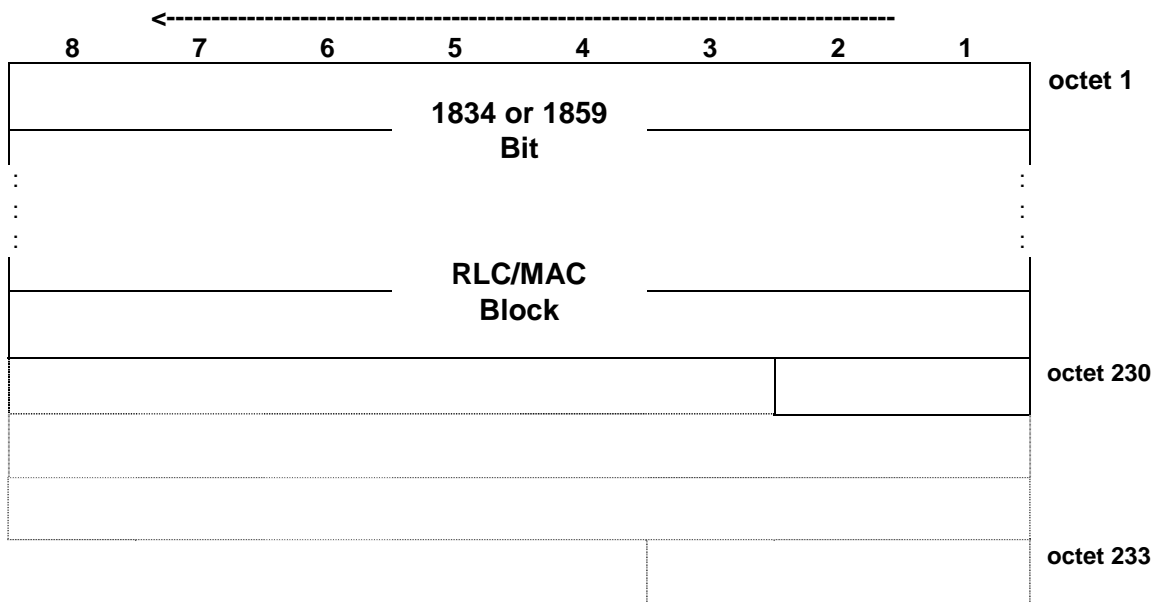 <--------------------------------------------------------------------------------
8 7 6 5 4 3 2 1
octet 1
1834 or 1859
Bit
: :
: :
: :
RLC/MAC
Block
octet 230
octet 233